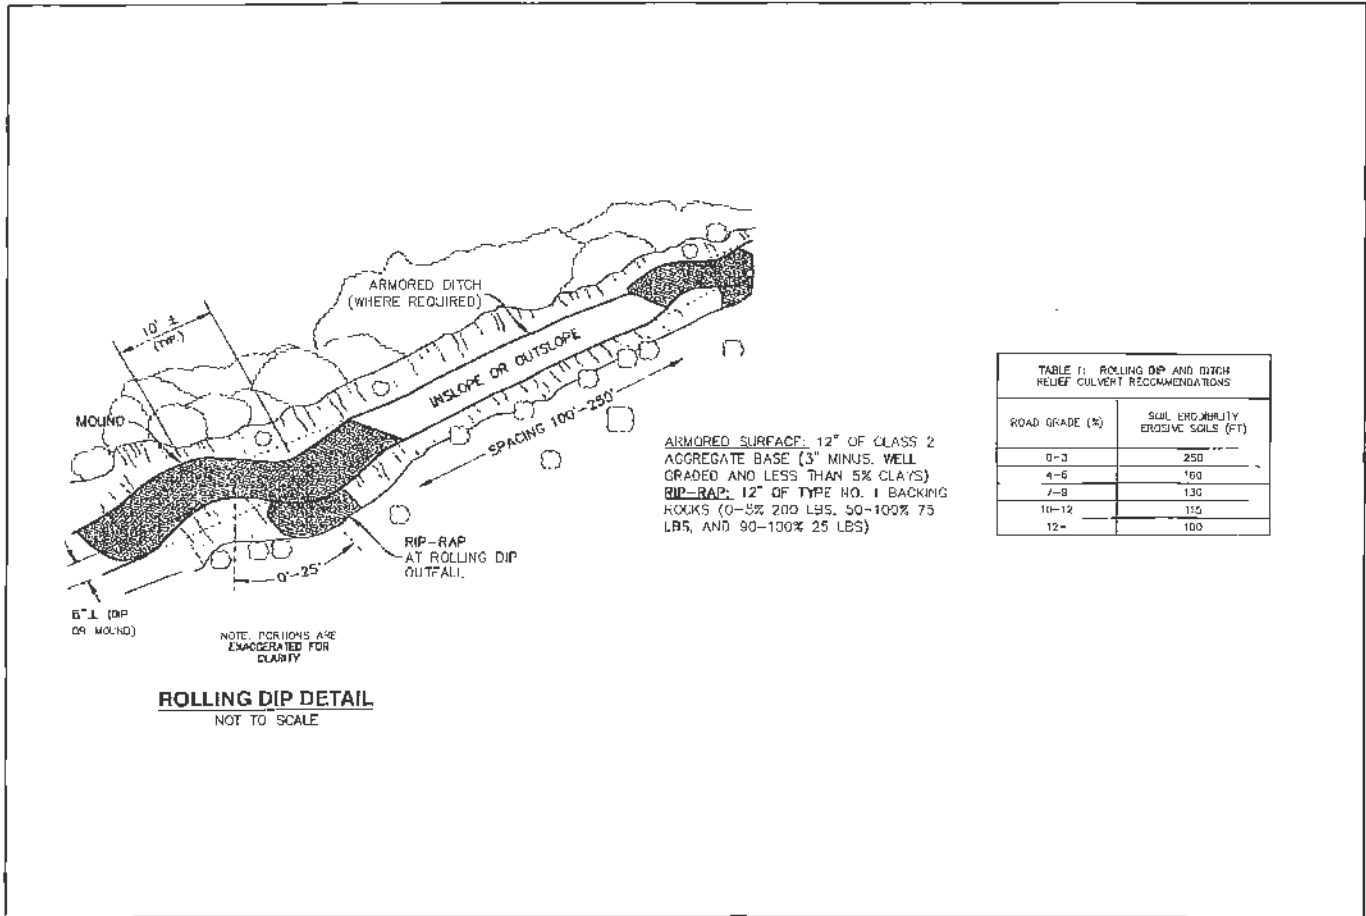 ARMORED DITCH
(WHERE REQUIRED)
10' ±
(TYP.)
MOUND
INSLOPE OR OUTSLOPE
SPACING 100'-250'
RIP-RAP
AT ROLLING DIP
OUTFALL.
0'-25'
6"± (DIP
OR MOUND)
NOTE: PORTIONS ARE
EXAGGERATED FOR
CLARITY
ROLLING DIP DETAIL
NOT TO SCALE
ARMORED SURFACE: 12" OF CLASS 2
AGGREGATE BASE (3" MINUS, WELL
GRADED AND LESS THAN 5% CLAYS)
RIP-RAP: 12" OF TYPE NO. 1 BACKING
ROCKS (0-5% 200 LBS, 50-100% 75
LBS, AND 90-100% 25 LBS)
TABLE 1: ROLLING DIP AND DITCH
RELIEF CULVERT RECOMMENDATIONS
ROAD GRADE (%) SOIL ERODIBILITY
EROSIVE SOILS (FT)
0-3 250
4-6 160
7-9 130
10-12 115
12+ 100